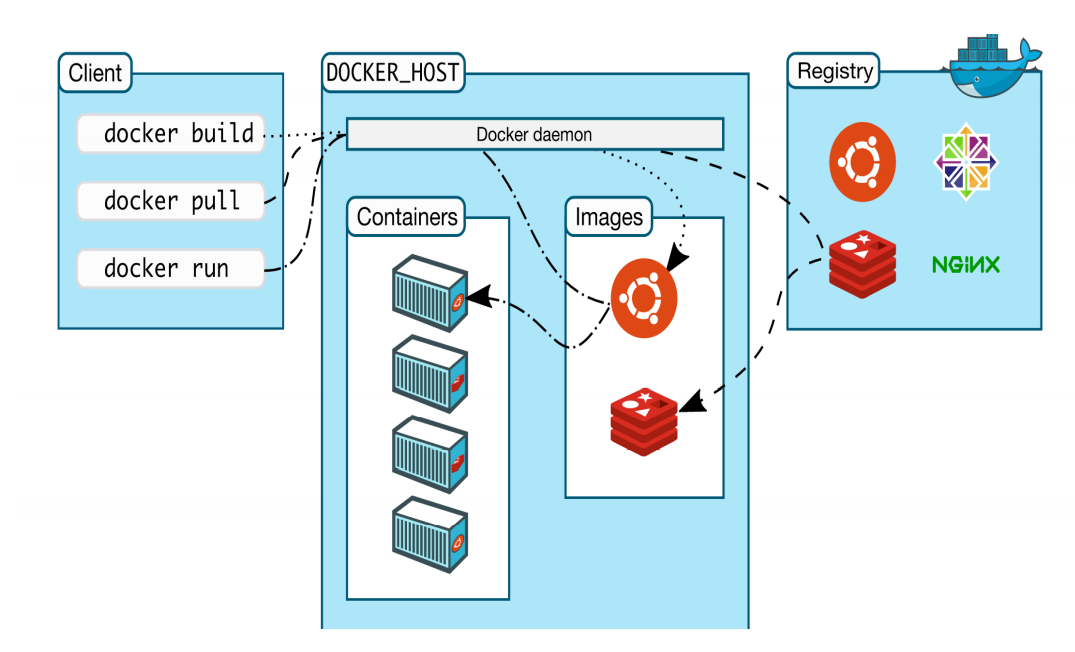 Client
docker build
docker pull
docker run
DOCKER_HOST
Docker daemon
Containers
Images
Registry
NGiNX